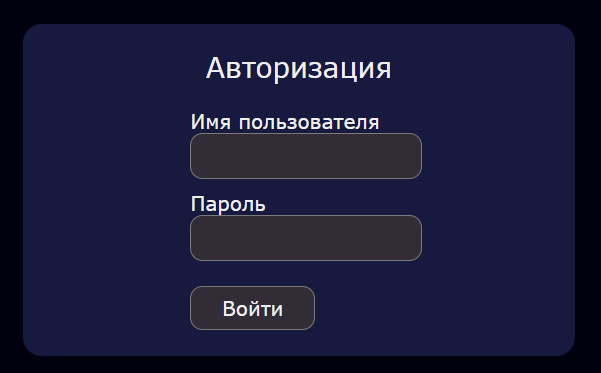 Авторизация
Имя пользователя
Пароль
Войти